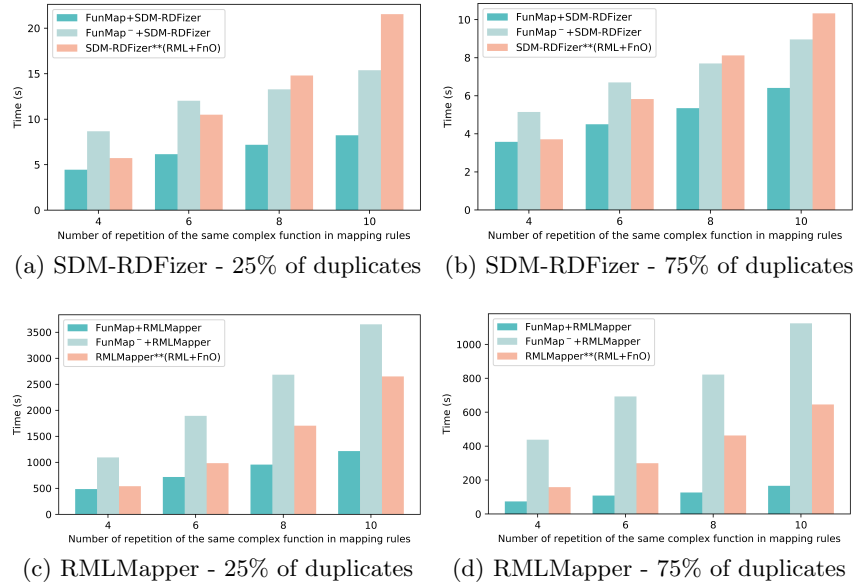 FunMap+SDM-RDFizer
FunMap⁻+SDM-RDFizer
SDM-RDFizer**(RML+FnO)
Time (s)
20
15
10
5
0
4
6
8
10
Number of repetition of the same complex function in mapping rules
(a) SDM-RDFizer - 25% of duplicates
FunMap+SDM-RDFizer
FunMap⁻+SDM-RDFizer
SDM-RDFizer**(RML+FnO)
Time (s)
10
8
6
4
2
0
4
6
8
10
Number of repetition of the same complex function in mapping rules
(b) SDM-RDFizer - 75% of duplicates
FunMap+RMLMapper
FunMap⁻+RMLMapper
RMLMapper**(RML+FnO)
Time (s)
3500
3000
2500
2000
1500
1000
500
0
4
6
8
10
Number of repetition of the same complex function in mapping rules
(c) RMLMapper - 25% of duplicates
FunMap+RMLMapper
FunMap⁻+RMLMapper
RMLMapper**(RML+FnO)
Time (s)
1000
800
600
400
200
0
4
6
8
10
Number of repetition of the same complex function in mapping rules
(d) RMLMapper - 75% of duplicates